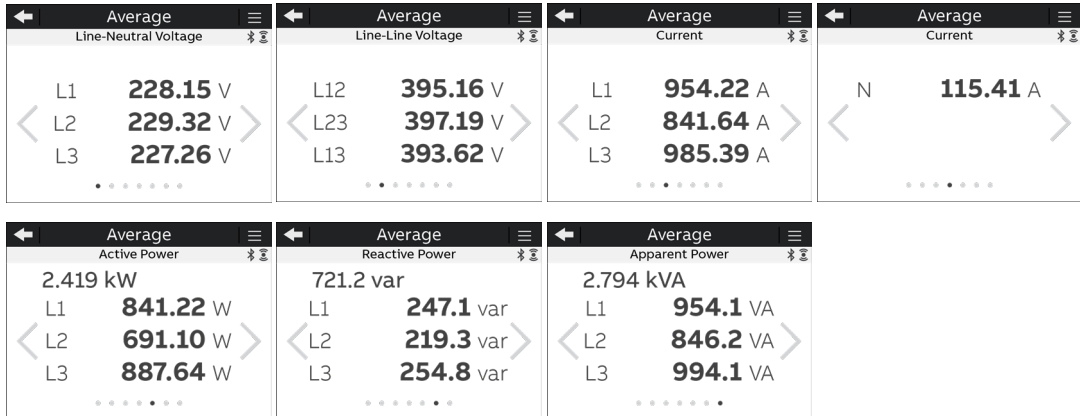 Average
Line-Neutral Voltage
L1 228.15 V
L2 229.32 V
L3 227.26 V
Average
Line-Line Voltage
L12 395.16 V
L23 397.19 V
L13 393.62 V
Average
Current
L1 954.22 A
L2 841.64 A
L3 985.39 A
Average
Current
N 115.41 A
Average
Active Power
2.419 kW
L1 841.22 W
L2 691.10 W
L3 887.64 W
Average
Reactive Power
721.2 var
L1 247.1 var
L2 219.3 var
L3 254.8 var
Average
Apparent Power
2.794 kVA
L1 954.1 VA
L2 846.2 VA
L3 994.1 VA